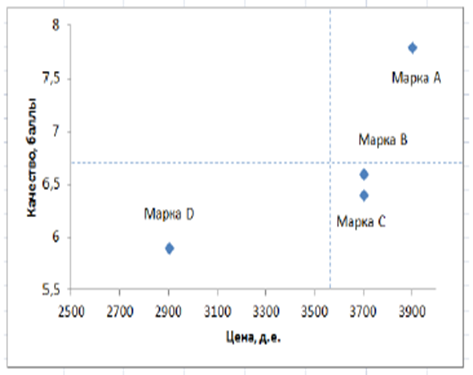 8
7,5
Марка А
7
Марка В
6,5
Марка D
Марка С
6
5,5
2500 2700 2900 3100 3300 3500 3700 3900
Качество, баллы
Цена, д.е.